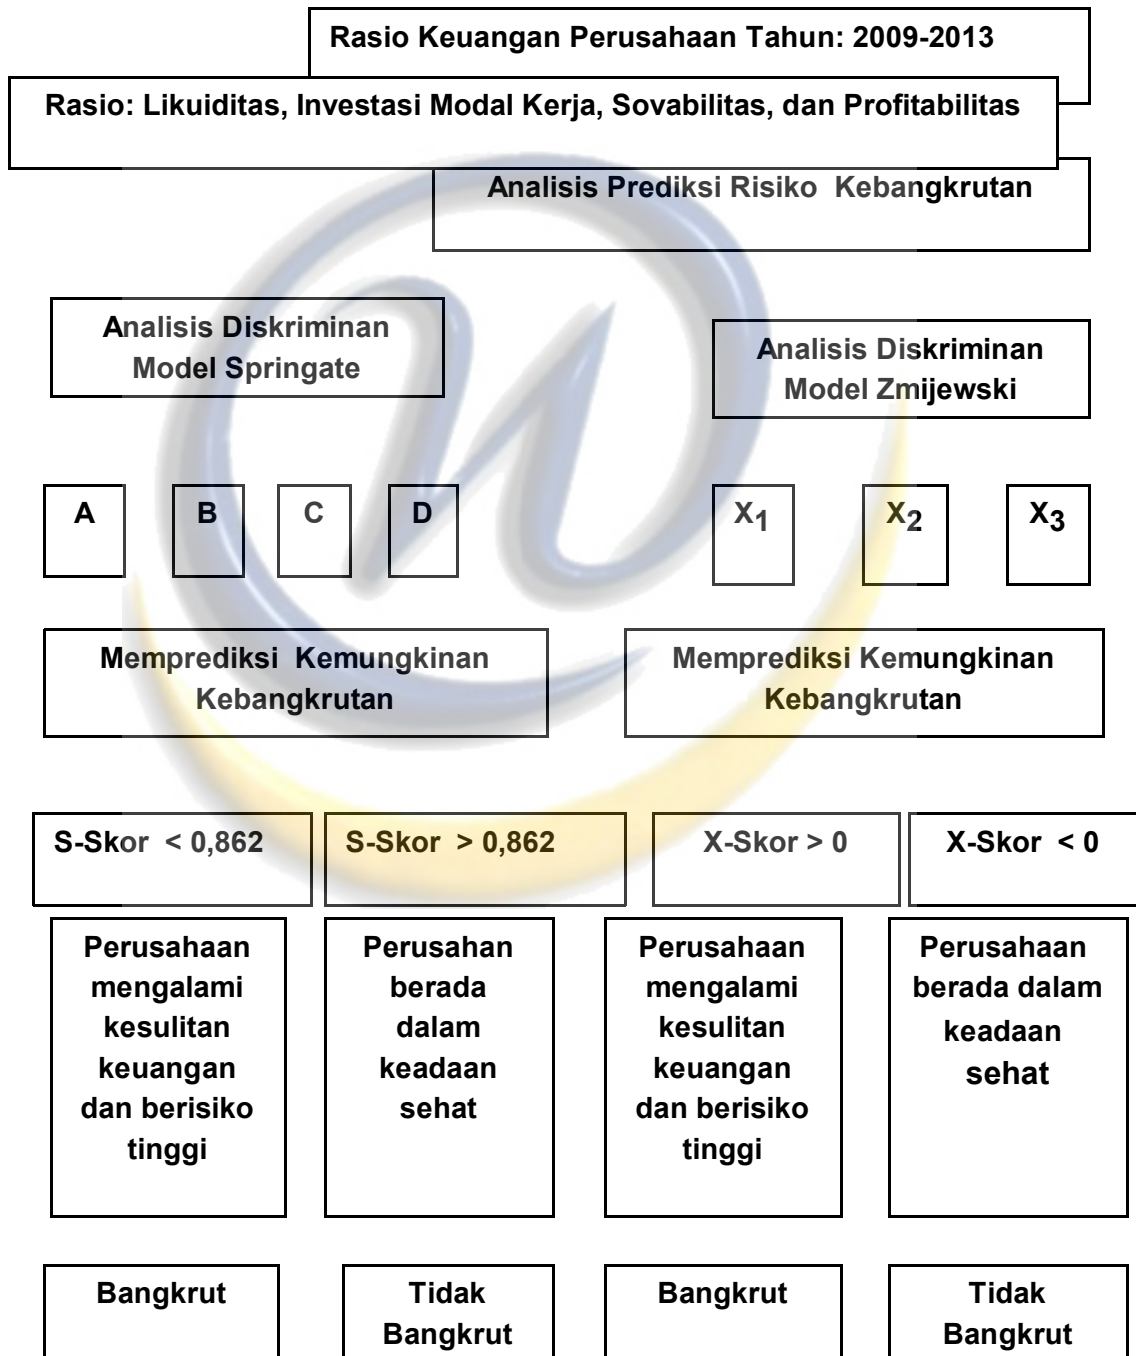 Rasio Keuangan Perusahaan Tahun: 2009-2013
Rasio: Likuiditas, Investasi Modal Kerja, Sovabilitas, dan Profitabilitas
Analisis Prediksi Risiko Kebangkrutan
Analisis Diskriminan
Model Springate
Analisis Diskriminan
Model Zmijewski
A
B
C
D
X1
X2
X3
Memprediksi Kemungkinan
Kebangkrutan
Memprediksi Kemungkinan
Kebangkrutan
S-Skor < 0,862
S-Skor > 0,862
X-Skor > 0
X-Skor < 0
Perusahaan
mengalami
kesulitan
keuangan
dan berisiko
tinggi
Perusahan
berada
dalam
keadaan
sehat
Perusahaan
mengalami
kesulitan
keuangan
dan berisiko
tinggi
Perusahaan
berada dalam
keadaan
sehat
Bangkrut
Tidak
Bangkrut
Bangkrut
Tidak
Bangkrut